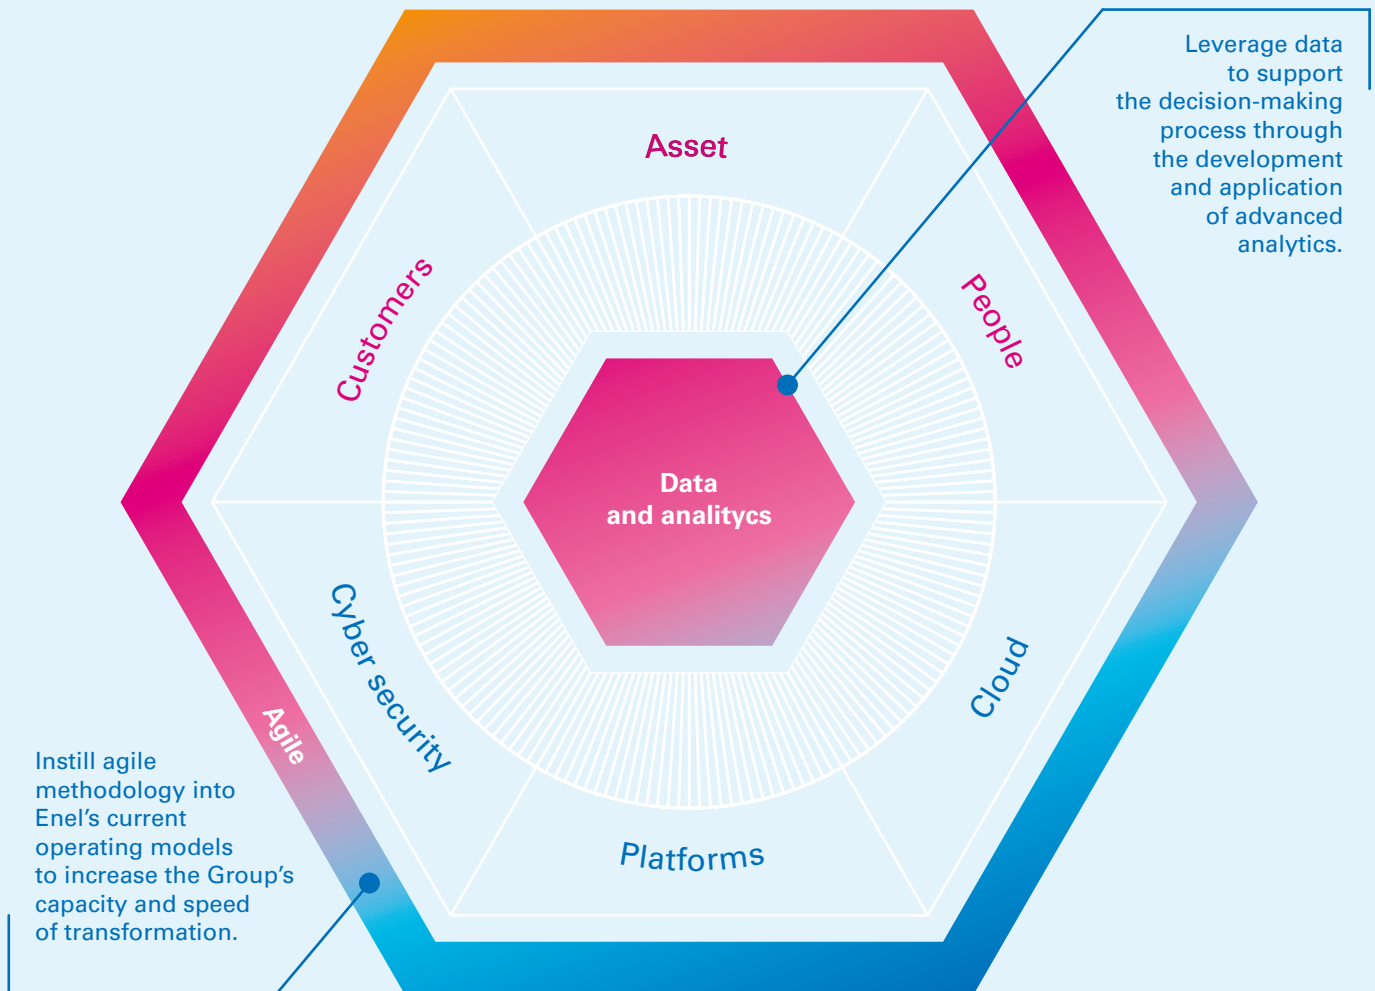 Leverage data
to support
the decision-making
process through
the development
and application
of advanced
analytics.
Asset
Customers
People
Data
and analitycs
Cyber security
Cloud
Platforms
Agile
Instill agile
methodology into
Enel’s current
operating models
to increase the Group’s
capacity and speed
of transformation.